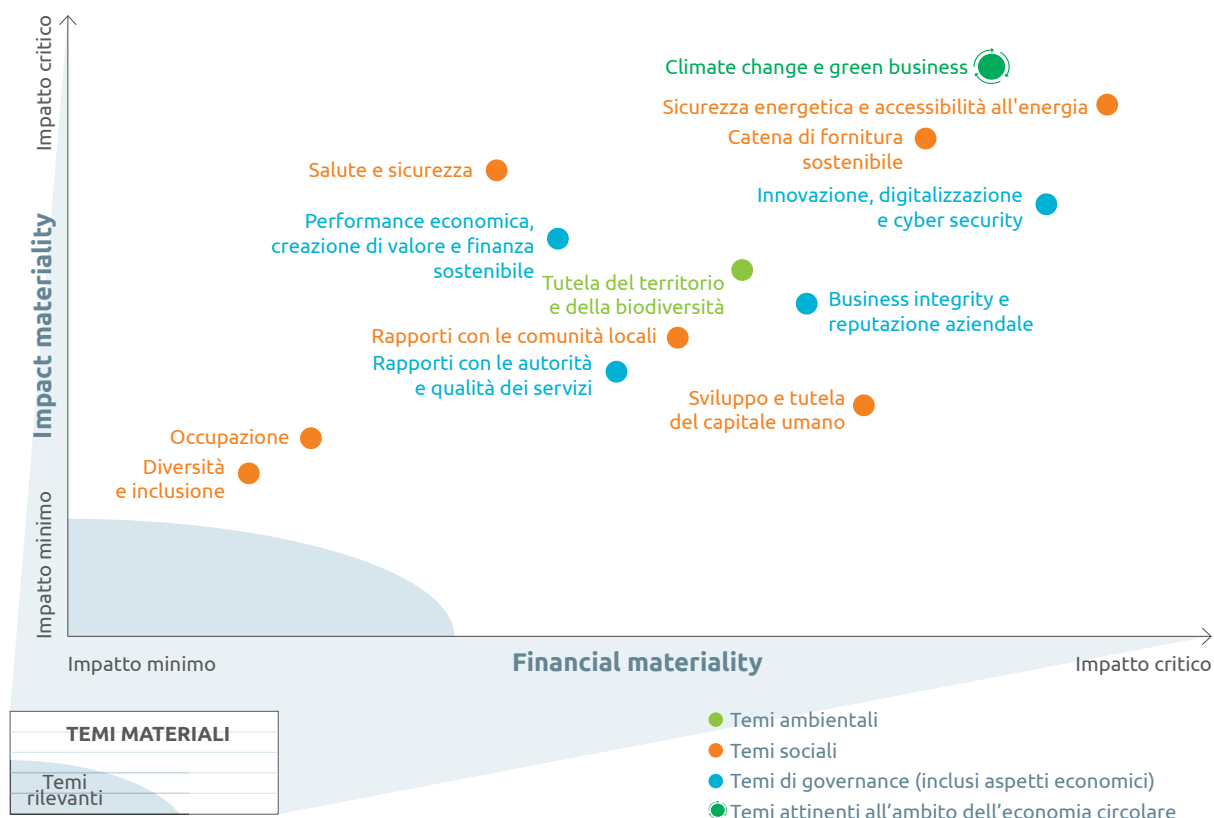 Impatto critico
Impact materiality
Impatto minimo
Climate change e green business
Sicurezza energetica e accessibilità all'energia
Catena di fornitura
sostenibile
Salute e sicurezza
Innovazione, digitalizzazione
e cyber security
Performance economica,
creazione di valore e finanza
sostenibile
Tutela del territorio
e della biodiversità
Business integrity e
reputazione aziendale
Rapporti con le comunità locali
Rapporti con le autorità
e qualità dei servizi
Sviluppo e tutela
del capitale umano
Occupazione
Diversità
e inclusione
Impatto minimo
Financial materiality
Impatto critico
TEMI MATERIALI
Temi
rilevanti
Temi ambientali
Temi sociali
Temi di governance (inclusi aspetti economici)
Temi attinenti all’ambito dell’economia circolare